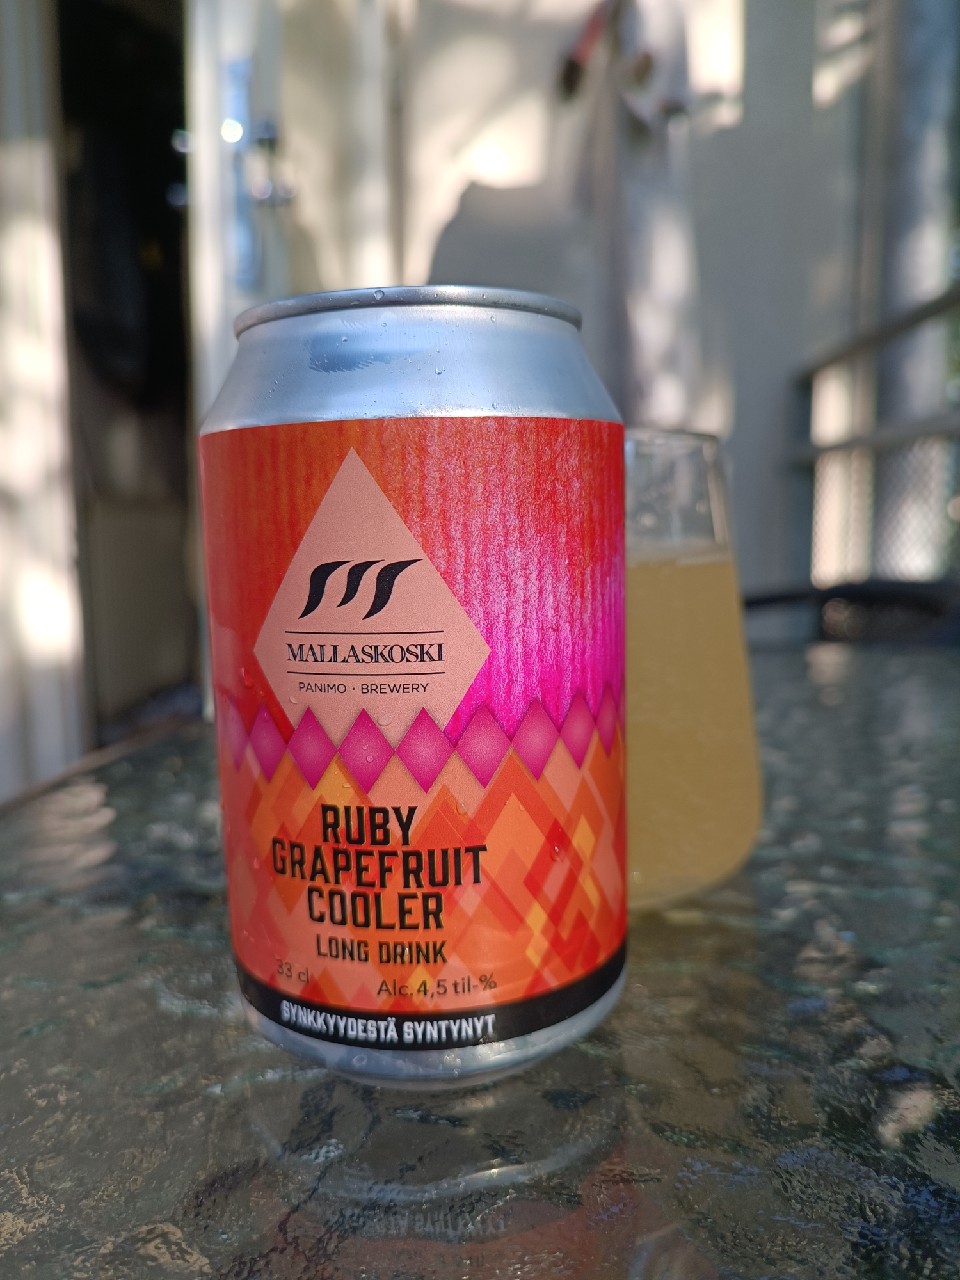 MALLASKOSKI
PANIMO · BREWERY
RUBY
GRAPEFRUIT
COOLER
LONG DRINK
33 cl
Alc. 4,5 til-%
SYNKKYYDESTÄ SYNTYNYT